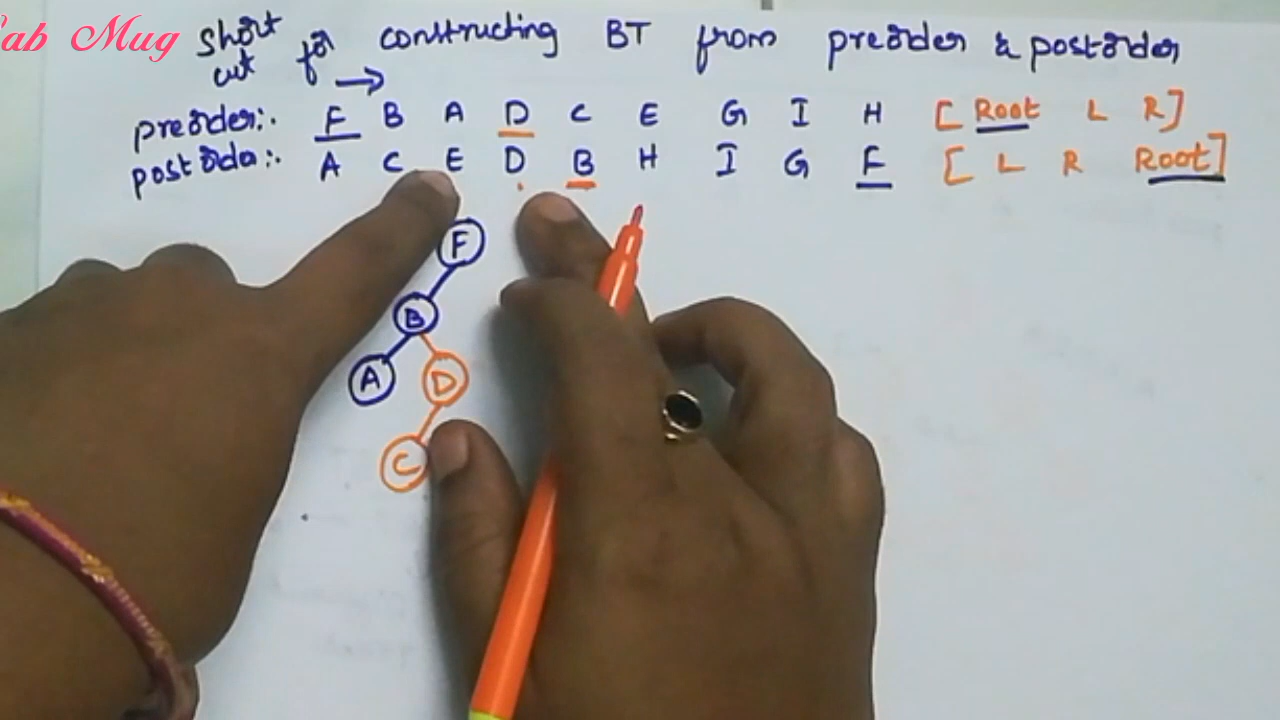 ab Mug
short cut for constructing BT from preorder & postorder
preorder:. F B A D C E G I H [Root L R]
postorder:. A C E D B H I G F [L R Root]
F
B
A D
C